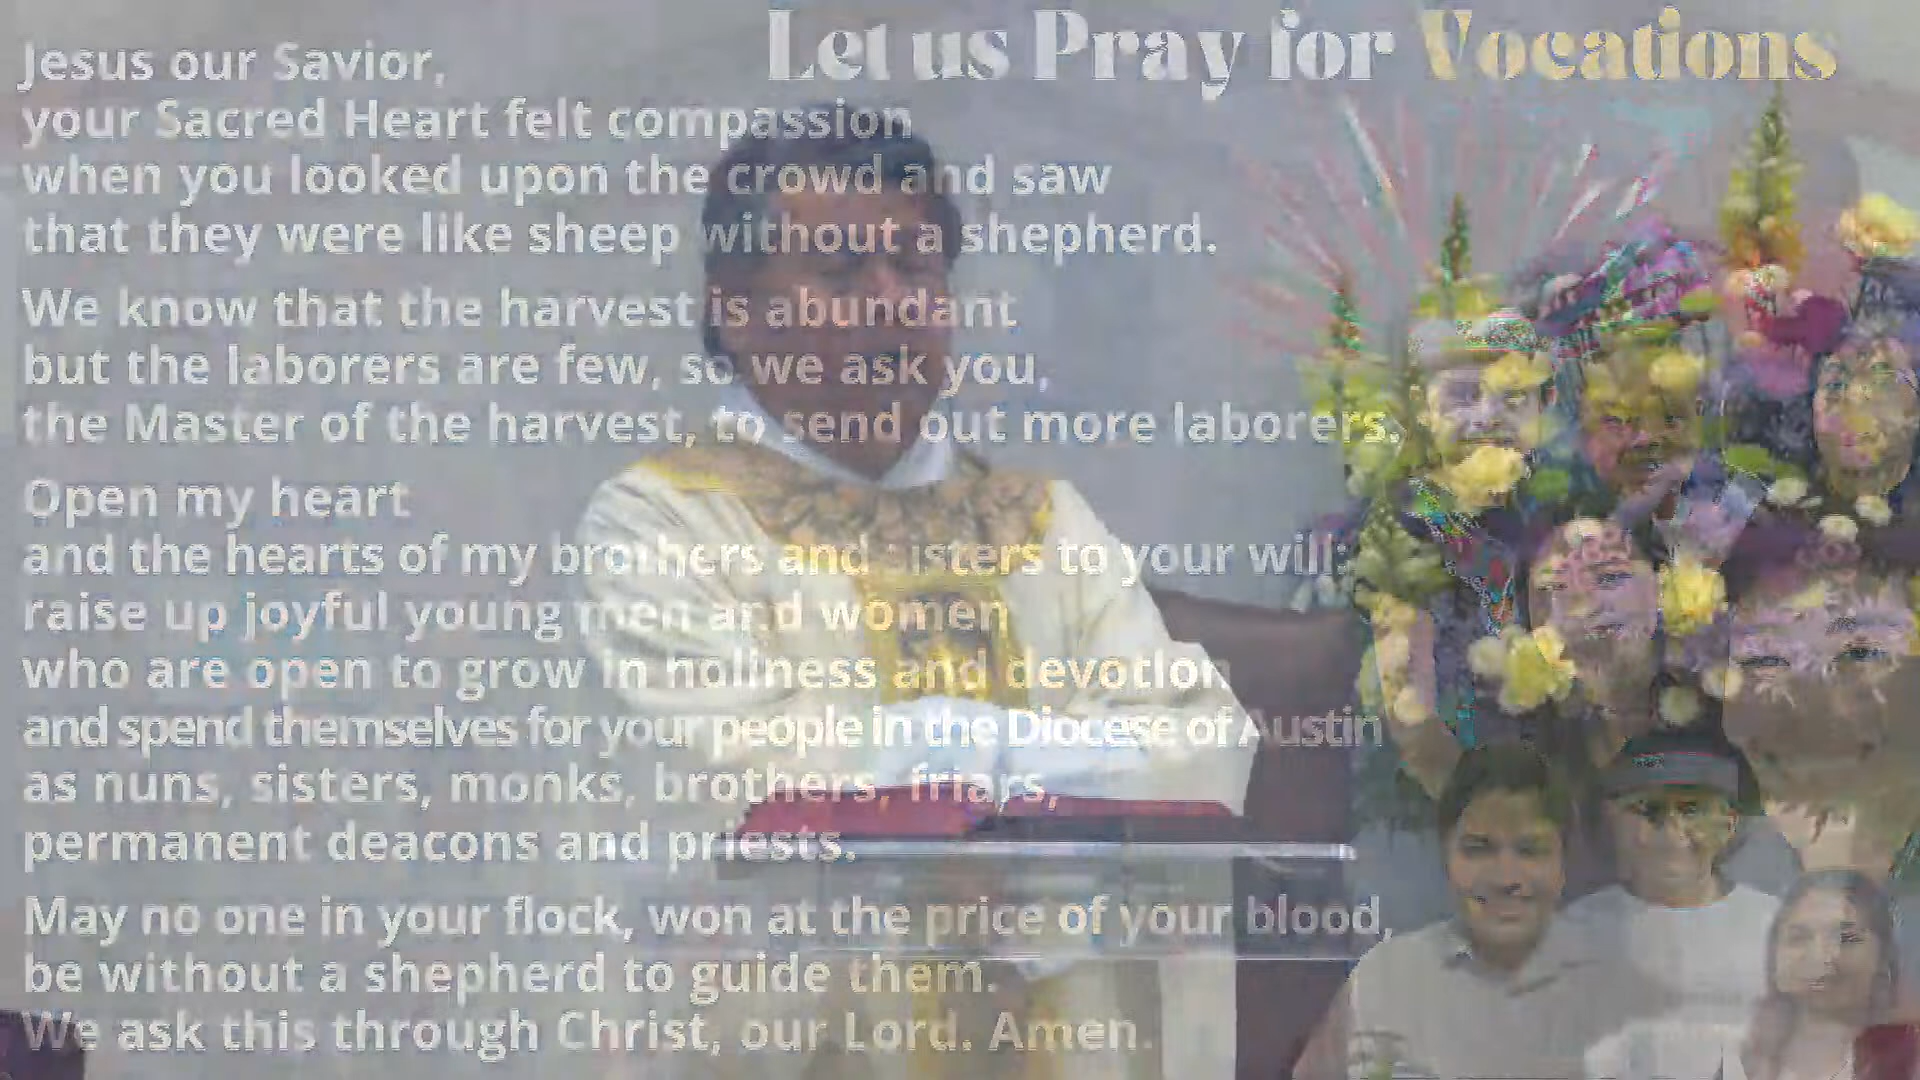 Let us Pray for Vocations
Jesus our Savior,
your Sacred Heart felt compassion
when you looked upon the crowd and saw
that they were like sheep without a shepherd.
We know that the harvest is abundant
but the laborers are few, so we ask you,
the Master of the harvest, to send out more laborers.
Open my heart
and the hearts of my brothers and sisters to your will:
raise up joyful young men and women
who are open to grow in holiness and devotion
and spend themselves for your people in the Diocese of Austin
as nuns, sisters, monks, brothers, friars,
permanent deacons and priests.
May no one in your flock, won at the price of your blood,
be without a shepherd to guide them.
We ask this through Christ, our Lord. Amen.